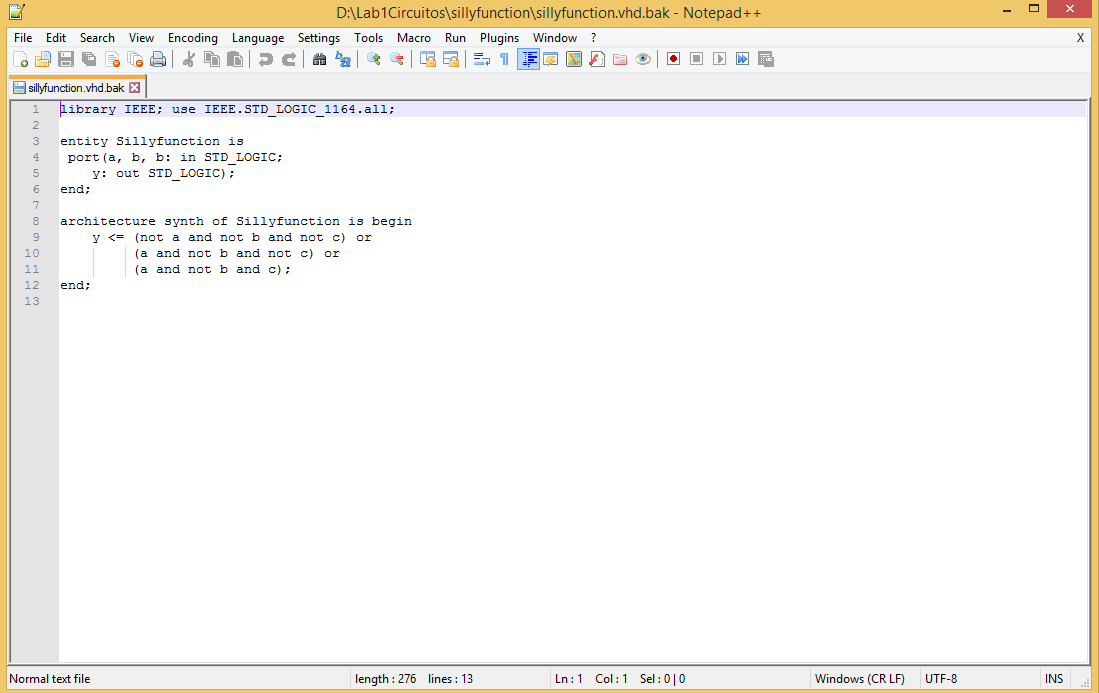 D:\Lab1Circuitos\sillyfunction\sillyfunction.vhd.bak - Notepad++
File Edit Search View Encoding Language Settings Tools Macro Run Plugins Window ? X
sillyfunction.vhd.bak
1 library IEEE; use IEEE.STD_LOGIC_1164.all;
2
3 entity Sillyfunction is
4 port(a, b, b: in STD_LOGIC;
5 y: out STD_LOGIC);
6 end;
7
8 architecture synth of Sillyfunction is begin
9 y <= (not a and not b and not c) or
10 (a and not b and not c) or
11 (a and not b and c);
12 end;
13
Normal text file length : 276 lines : 13 Ln : 1 Col : 1 Sel : 0 | 0 Windows (CR LF) UTF-8 INS